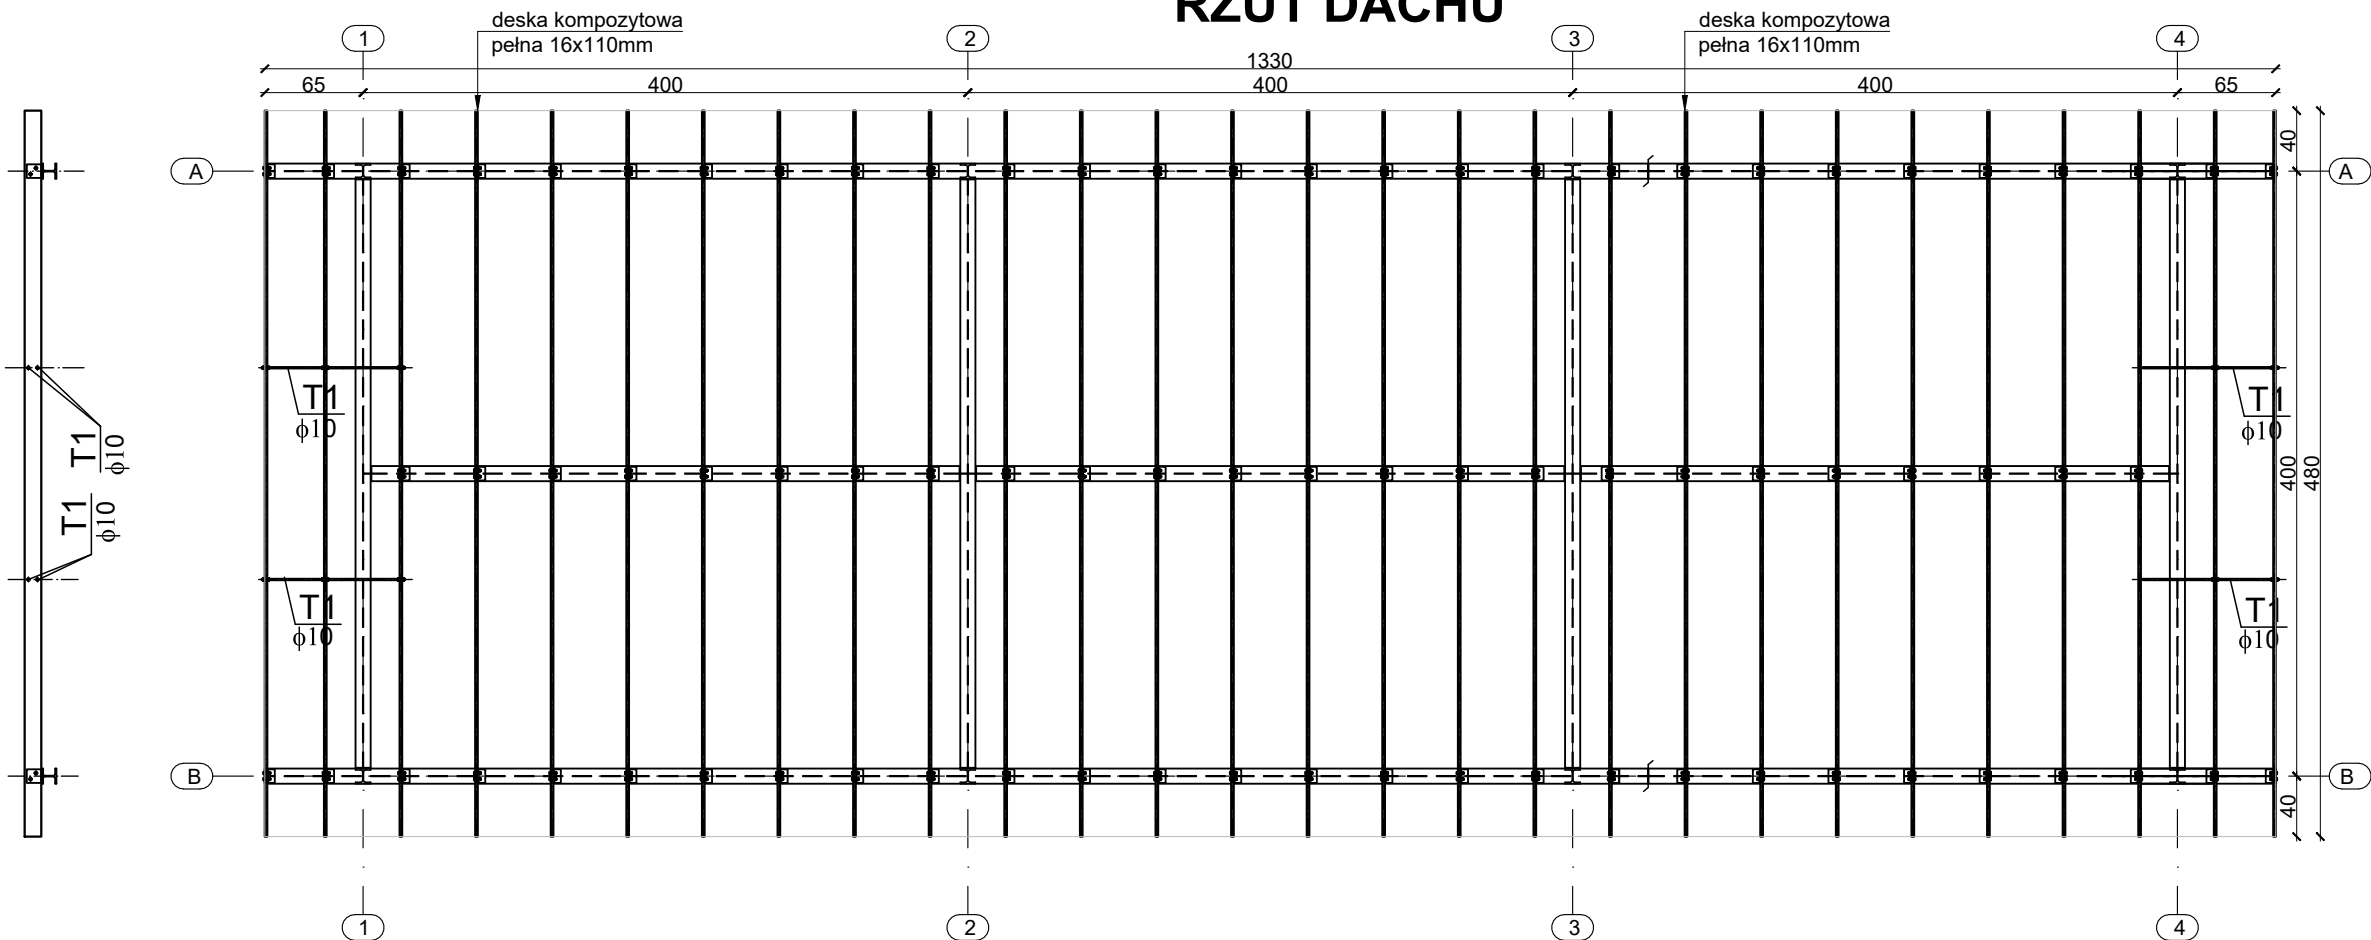 RZUT DACHU
deska kompozytowa
pełna 16x110mm
deska kompozytowa
pełna 16x110mm
1
2
3
4
1330
65
400
400
400
65
A
A
40
T1
ϕ10
T1
ϕ10
T1
ϕ10
T1
ϕ10
400
480
T1
ϕ10
T1
ϕ10
B
B
40
1
2
3
4